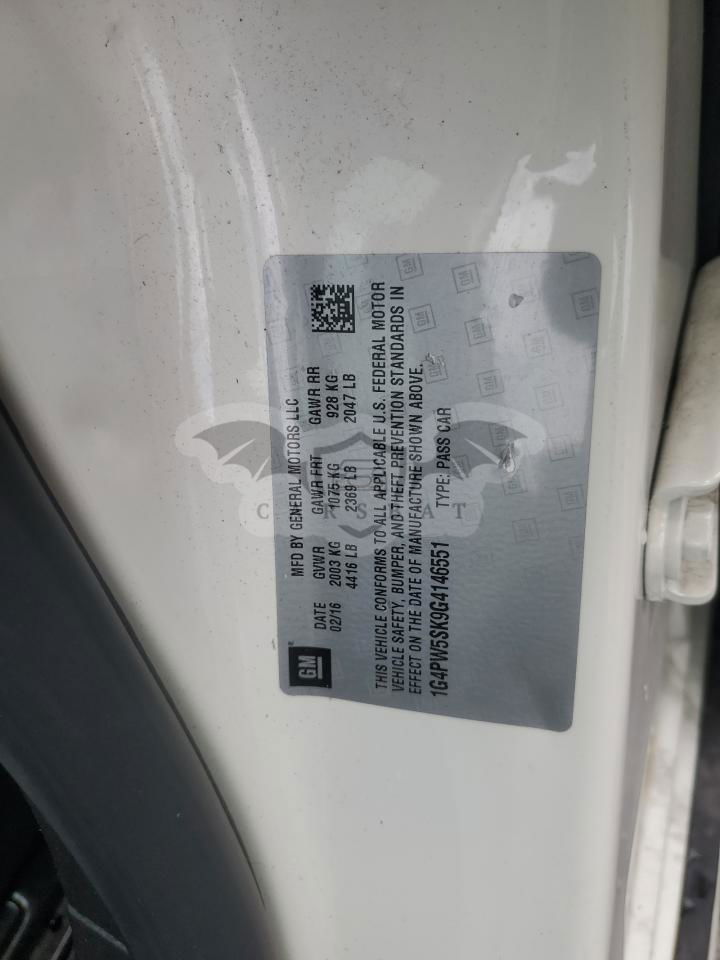 MFD BY GENERAL MOTORS LLC
DATE GVWR GAWR FRT GAWR RR
02/16 2003 KG 1075 KG 928 KG
4416 LB 2369 LB 2047 LB
GM
THIS VEHICLE CONFORMS TO ALL APPLICABLE U.S. FEDERAL MOTOR
VEHICLE SAFETY, BUMPER, AND THEFT PREVENTION STANDARDS IN
EFFECT ON THE DATE OF MANUFACTURE SHOWN ABOVE.
1G4PW5SK9G4146551 TYPE: PASS CAR